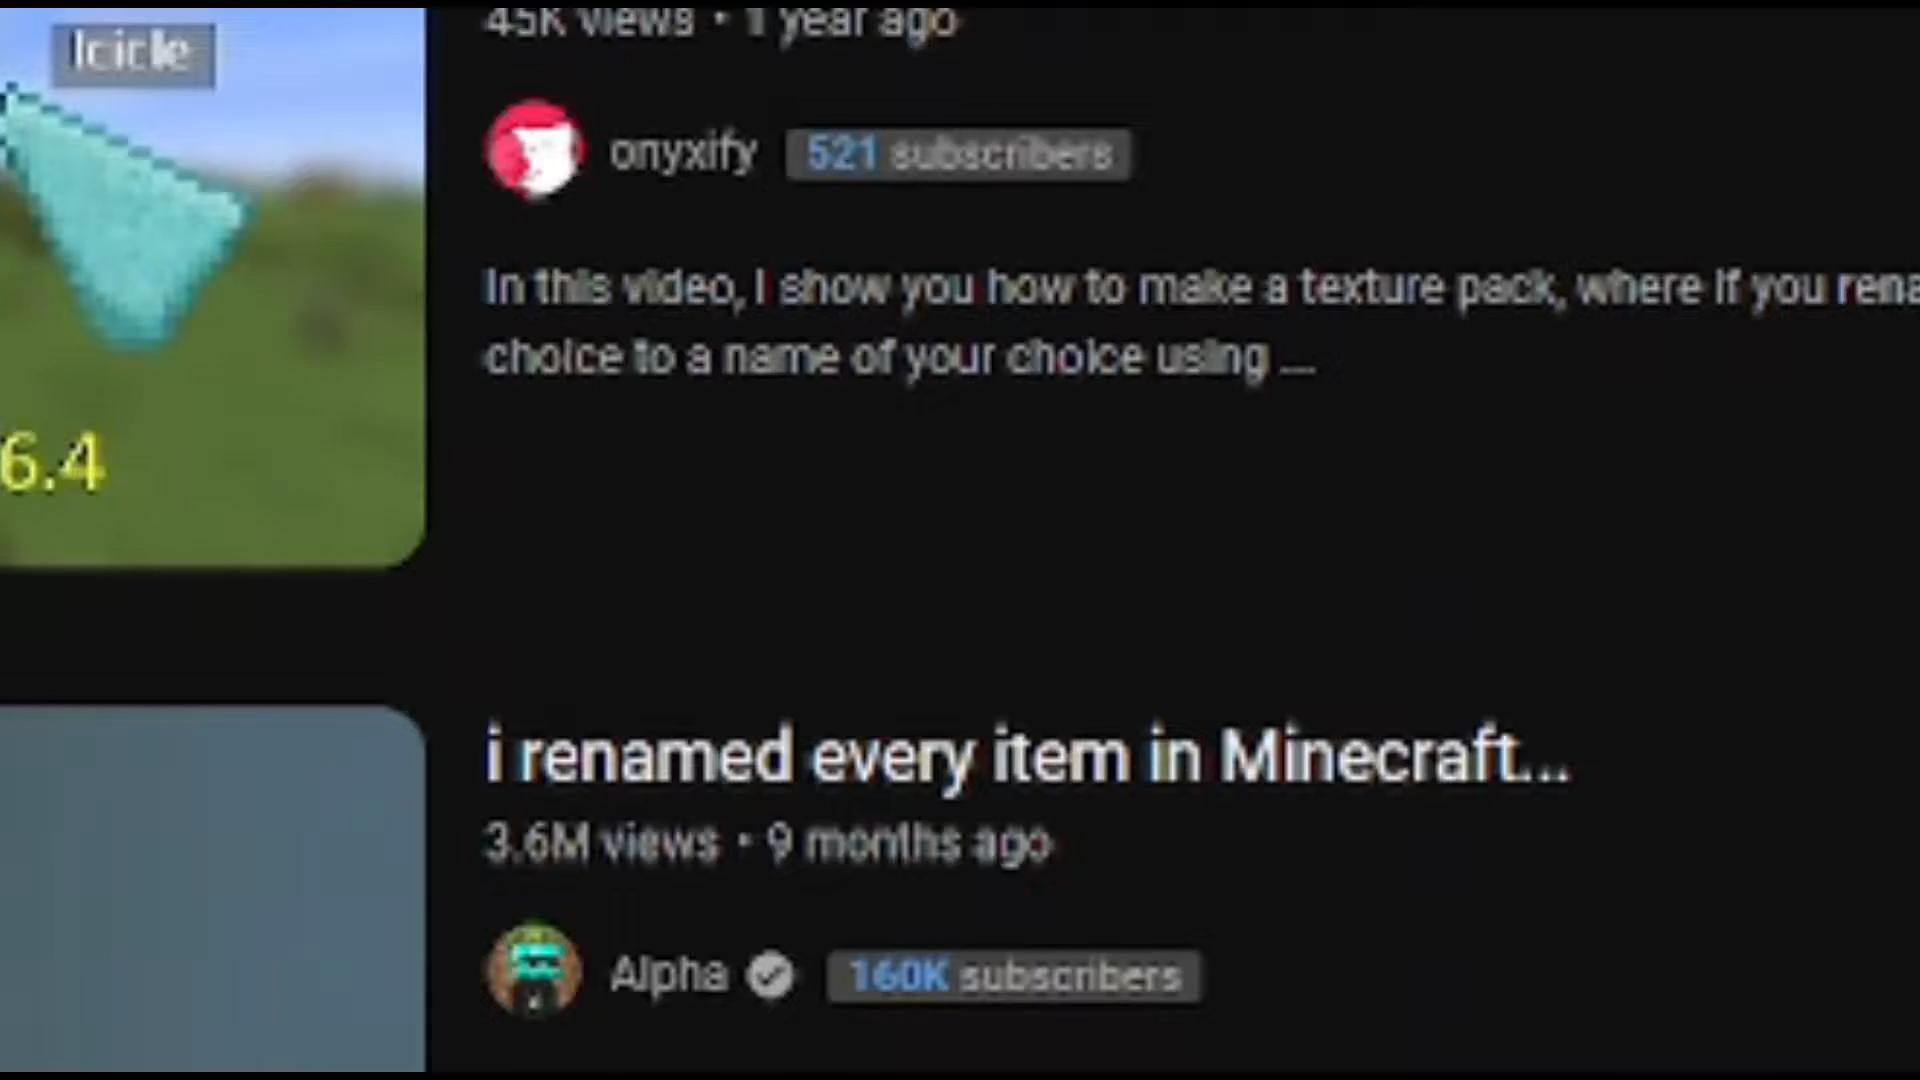 Icicle
45K views • 1 year ago
onyxify 521 subscribers
In this video, I show you how to make a texture pack, where if you rena
choice to a name of your choice using ...
6.4
i renamed every item in Minecraft...
3.6M views • 9 months ago
Alpha 160K subscribers